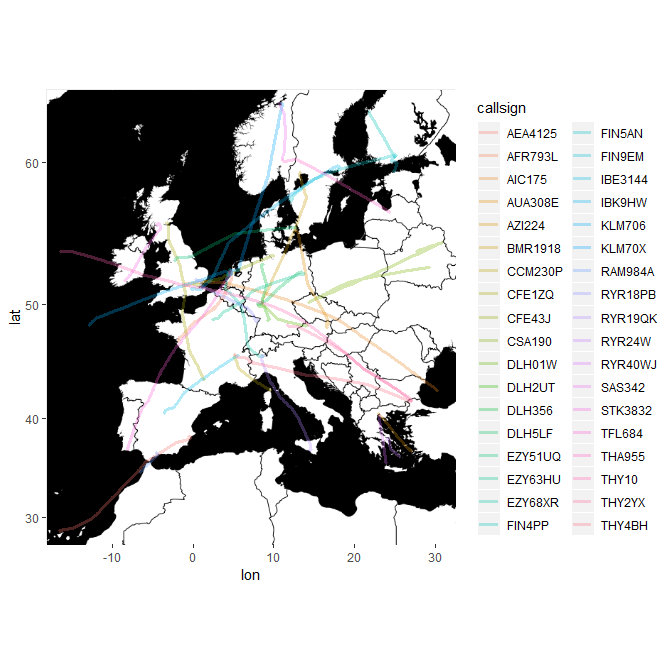 callsign
AEA4125
AFR793L
AIC175
AUA308E
AZI224
BMR1918
CCM230P
CFE1ZQ
CFE43J
CSA190
DLH01W
DLH2UT
DLH356
DLH5LF
EZY51UQ
EZY63HU
EZY68XR
FIN4PP
FIN5AN
FIN9EM
IBE3144
IBK9HW
KLM706
KLM70X
RAM984A
RYR18PB
RYR19QK
RYR24W
RYR40WJ
SAS342
STK3832
TFL684
THA955
THY10
THY2YX
THY4BH
lat
60
50
40
30
-10
0
10
20
30
lon